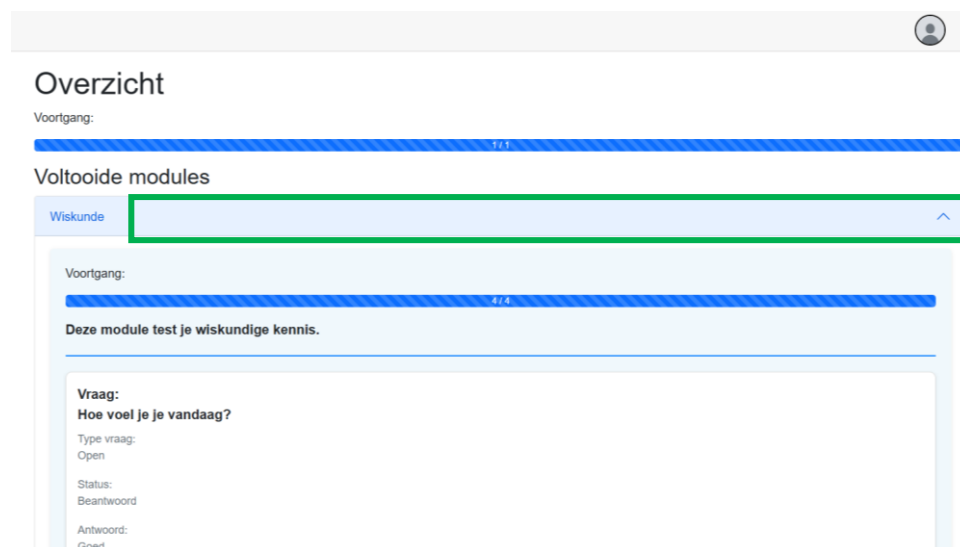 Overzicht
Voortgang:
1 / 1
Voltooide modules
Wiskunde
Voortgang:
4 / 4
Deze module test je wiskundige kennis.
Vraag:
Hoe voel je je vandaag?
Type vraag:
Open
Status:
Beantwoord
Antwoord:
Goed